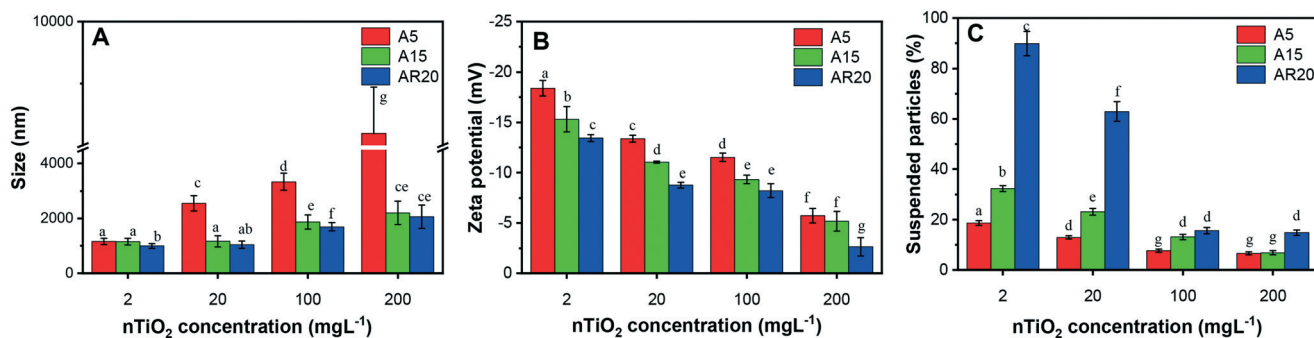 A
A5
A15
AR20
Size (nm)
10000
4000
2000
0
a a b
c a ab
d e f
g ce ce
2 20 100 200
nTiO₂ concentration (mgL⁻¹)
B
A5
A15
AR20
Zeta potential (mV)
-25
-20
-15
-10
-5
-0
a b c
c d e
d e e
f f g
2 20 100 200
nTiO₂ concentration (mgL⁻¹)
C
A5
A15
AR20
Suspended particles (%)
100
80
60
40
20
0
a b c
d e f
g d d
g g d
2 20 100 200
nTiO₂ concentration (mgL⁻¹)